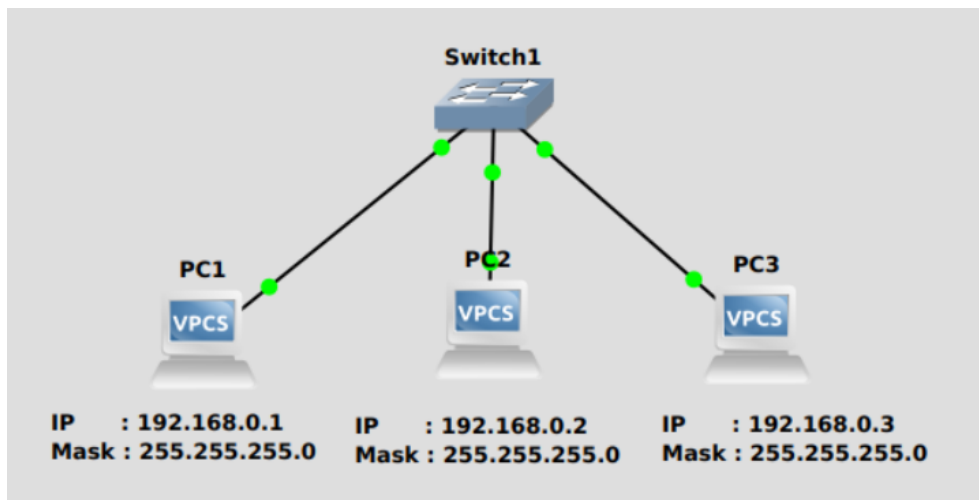 Switch1
PC1
PC2
PC3
VPCS
VPCS
VPCS
IP : 192.168.0.1
Mask : 255.255.255.0
IP : 192.168.0.2
Mask : 255.255.255.0
IP : 192.168.0.3
Mask : 255.255.255.0